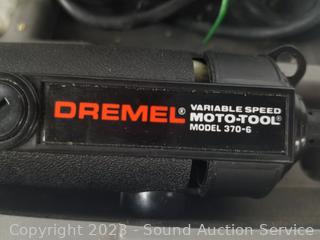 DREMEL® VARIABLE SPEED
MOTO-TOOL®
MODEL 370-6
Copyright 2023 - Sound Auction Service